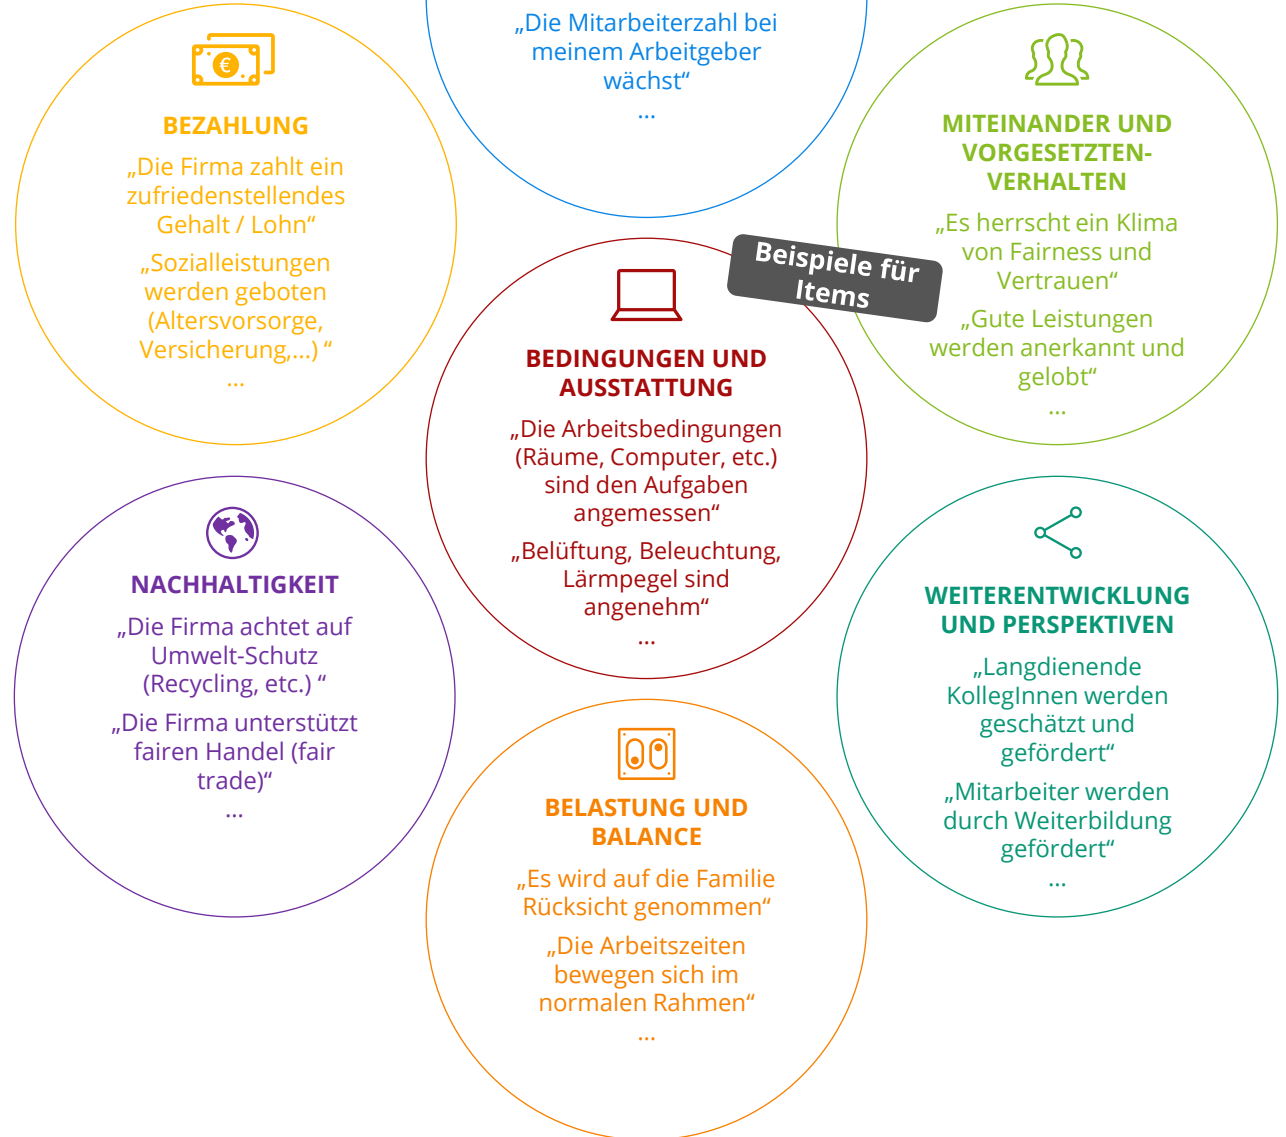 „Die Mitarbeiterzahl bei
meinem Arbeitgeber
wächst“
...
BEZAHLUNG
„Die Firma zahlt ein
zufriedenstellendes
Gehalt / Lohn“
„Sozialleistungen
werden geboten
(Altersvorsorge,
Versicherung,...) “
...
MITEINANDER UND
VORGESETZTEN-
VERHALTEN
„Es herrscht ein Klima
von Fairness und
Vertrauen“
„Gute Leistungen
werden anerkannt und
gelobt“
...
Beispiele für
Items
BEDINGUNGEN UND
AUSSTATTUNG
„Die Arbeitsbedingungen
(Räume, Computer, etc.)
sind den Aufgaben
angemessen“
„Belüftung, Beleuchtung,
Lärmpegel sind
angenehm“
...
NACHHALTIGKEIT
„Die Firma achtet auf
Umwelt-Schutz
(Recycling, etc.) “
„Die Firma unterstützt
fairen Handel (fair
trade)“
...
WEITERENTWICKLUNG
UND PERSPEKTIVEN
„Langdienende
KollegInnen werden
geschätzt und
gefördert“
„Mitarbeiter werden
durch Weiterbildung
gefördert“
...
BELASTUNG UND
BALANCE
„Es wird auf die Familie
Rücksicht genommen“
„Die Arbeitszeiten
bewegen sich im
normalen Rahmen“
...